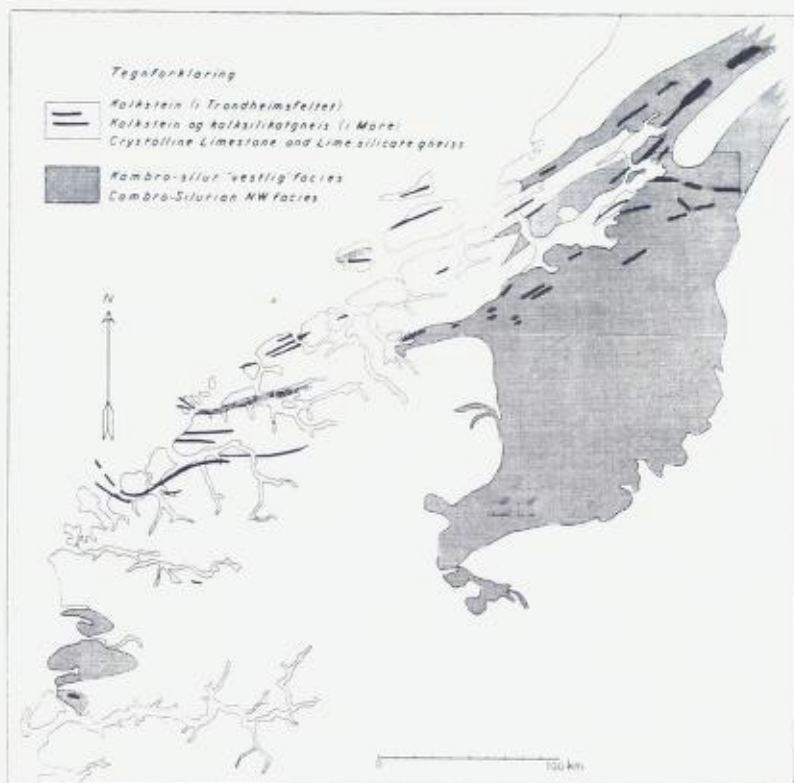 Tegnforklaring
Kalkstein (i Trondheimsfeltet)
Kalkstein og kalksilikatgneis (i Møre)
Crystalline Limestone and Lime silicate gneiss
Kambro-silur "vestlig" facies
Cambro-Silurian NW facies
N
0
100 km